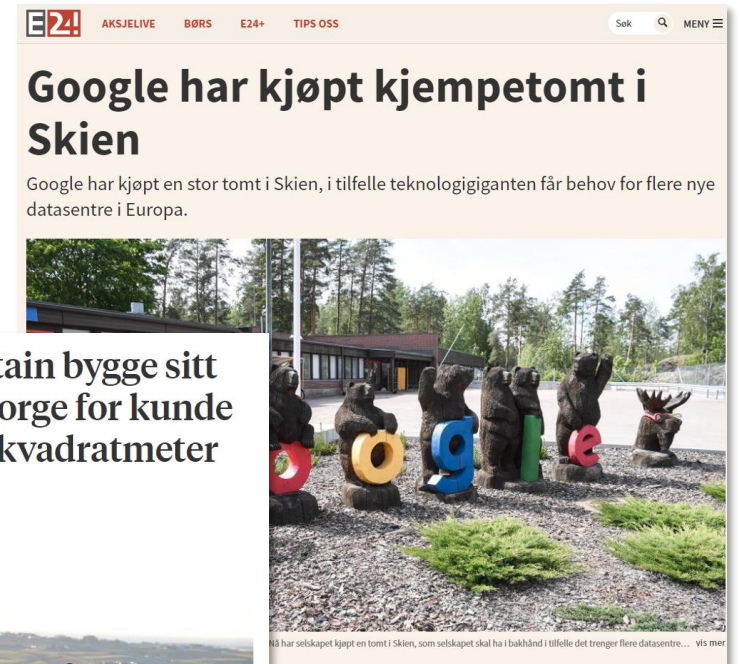 E24!
AKSJELIVE BØRS E24+ TIPS OSS Søk MENY
Google har kjøpt kjempetomt i
Skien
Google har kjøpt en stor tomt i Skien, i tilfelle teknologigiganten får behov for flere nye
datasentre i Europa.
tain bygge sitt
orge for kunde
kvadratmeter
o g l e
Nå har selskapet kjøpt en tomt i Skien, som selskapet skal ha i bakhånd i tilfelle det trenger flere datasentre… vis mer